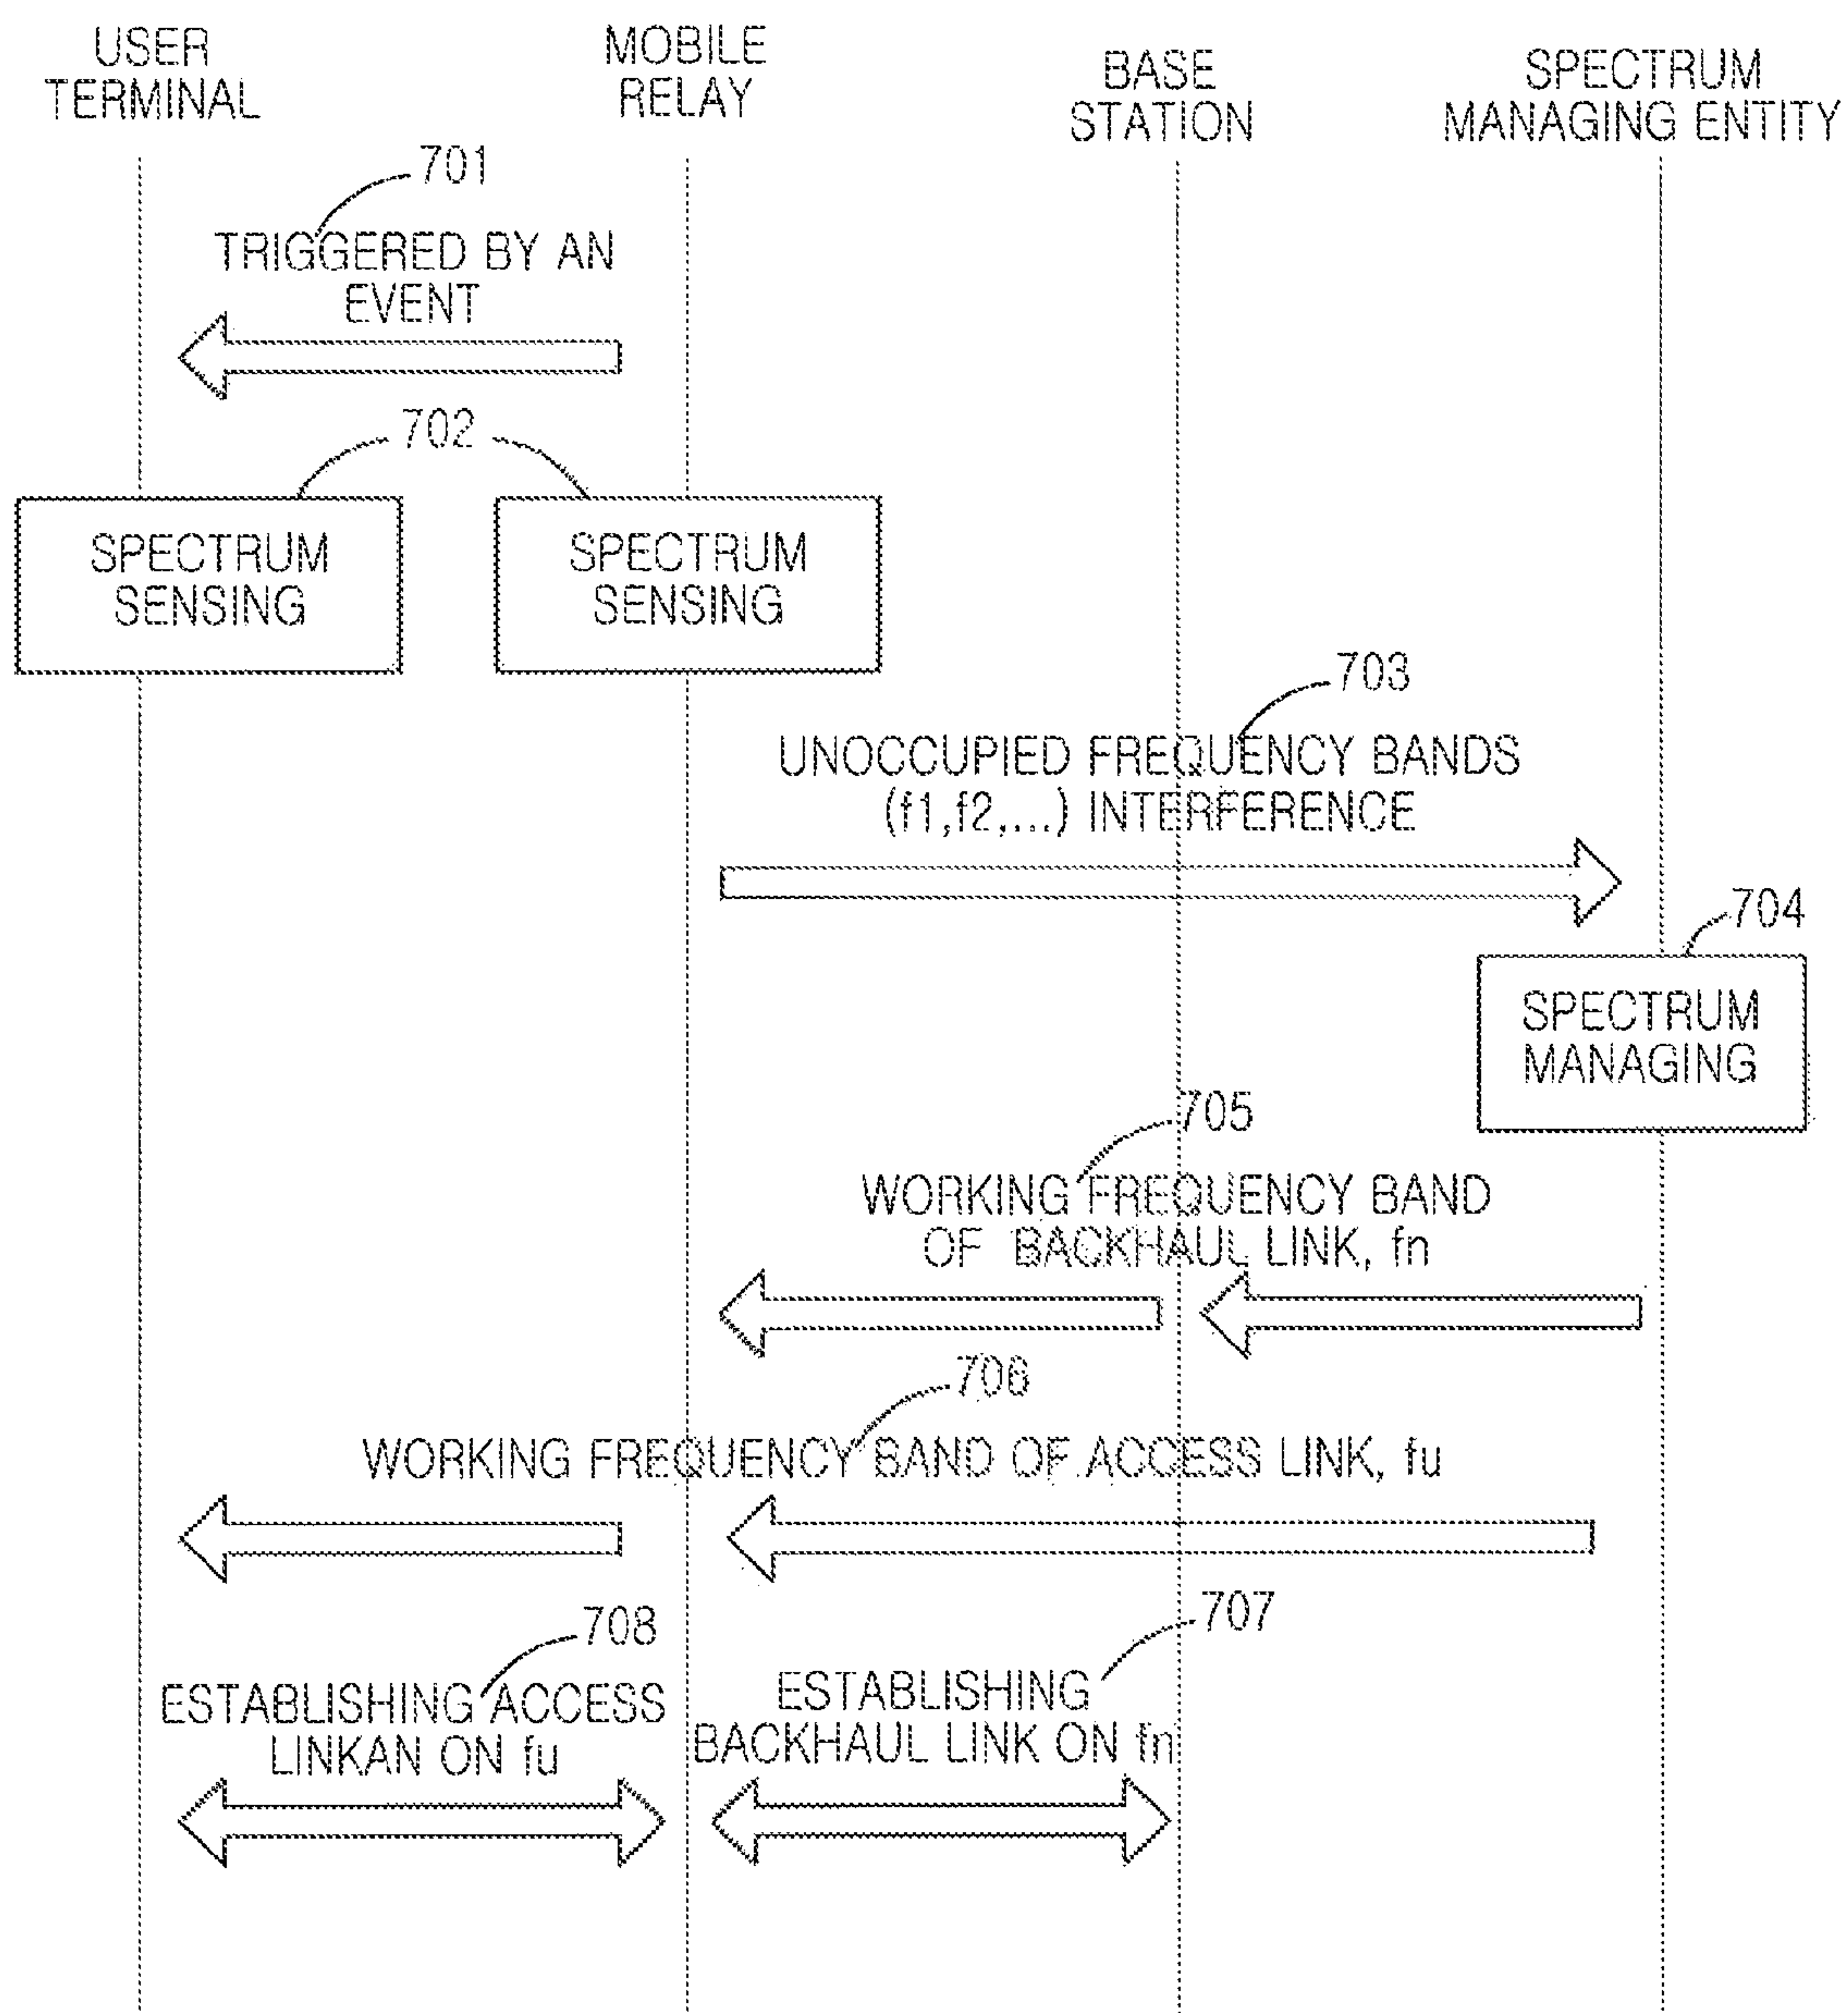 USER
TERMINAL
MOBILE
RELAY
BASE
STATION
SPECTRUM
MANAGING ENTITY
701
TRIGGERED BY AN
EVENT
702
SPECTRUM
SENSING
SPECTRUM
SENSING
703
UNOCCUPIED FREQUENCY BANDS
(f1,f2,...) INTERFERENCE
704
SPECTRUM
MANAGING
705
WORKING FREQUENCY BAND
OF BACKHAUL LINK, fn
706
WORKING FREQUENCY BAND OF ACCESS LINK, fu
708
ESTABLISHING ACCESS
LINKAN ON fu
707
ESTABLISHING
BACKHAUL LINK ON fn